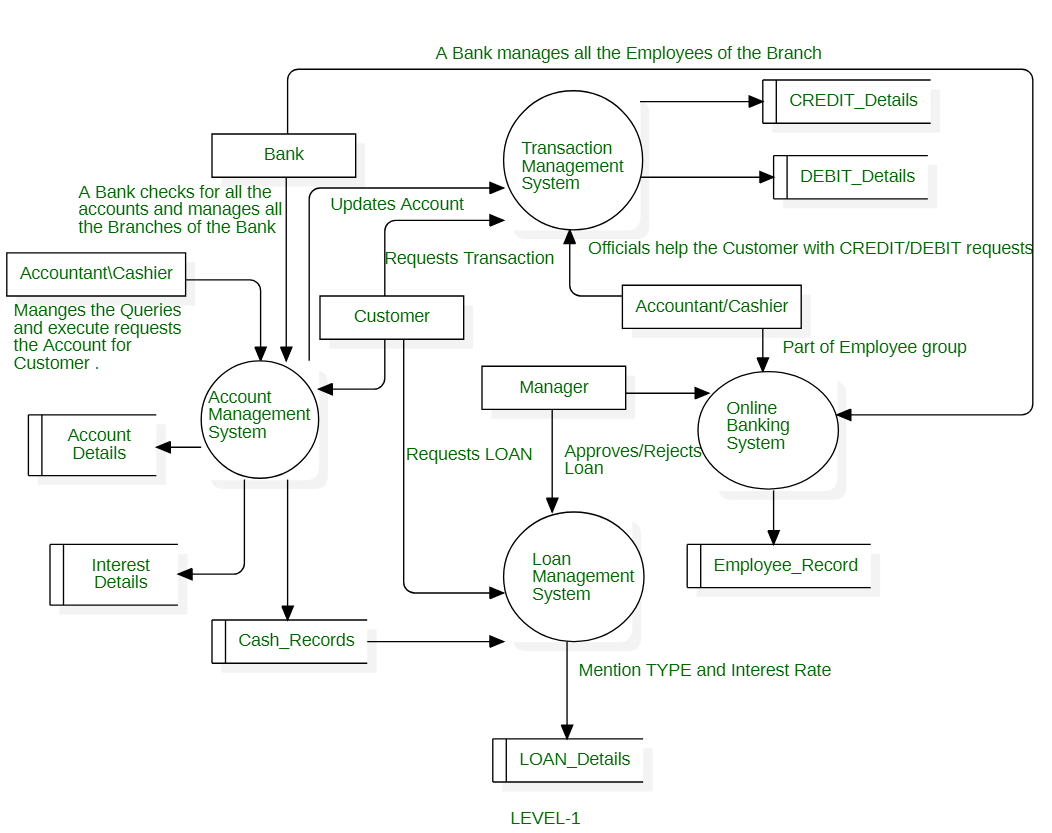 A Bank manages all the Employees of the Branch
CREDIT_Details
Transaction
Management
System
Bank
DEBIT_Details
A Bank checks for all the
accounts and manages all
the Branches of the Bank
Updates Account
Requests Transaction
Officials help the Customer with CREDIT/DEBIT requests
Accountant\Cashier
Maanges the Queries
and execute requests
the Account for
Customer .
Customer
Accountant/Cashier
Part of Employee group
Manager
Account
Management
System
Online
Banking
System
Account
Details
Requests LOAN
Approves/Rejects
Loan
Interest
Details
Loan
Management
System
Employee_Record
Cash_Records
Mention TYPE and Interest Rate
LOAN_Details
LEVEL-1